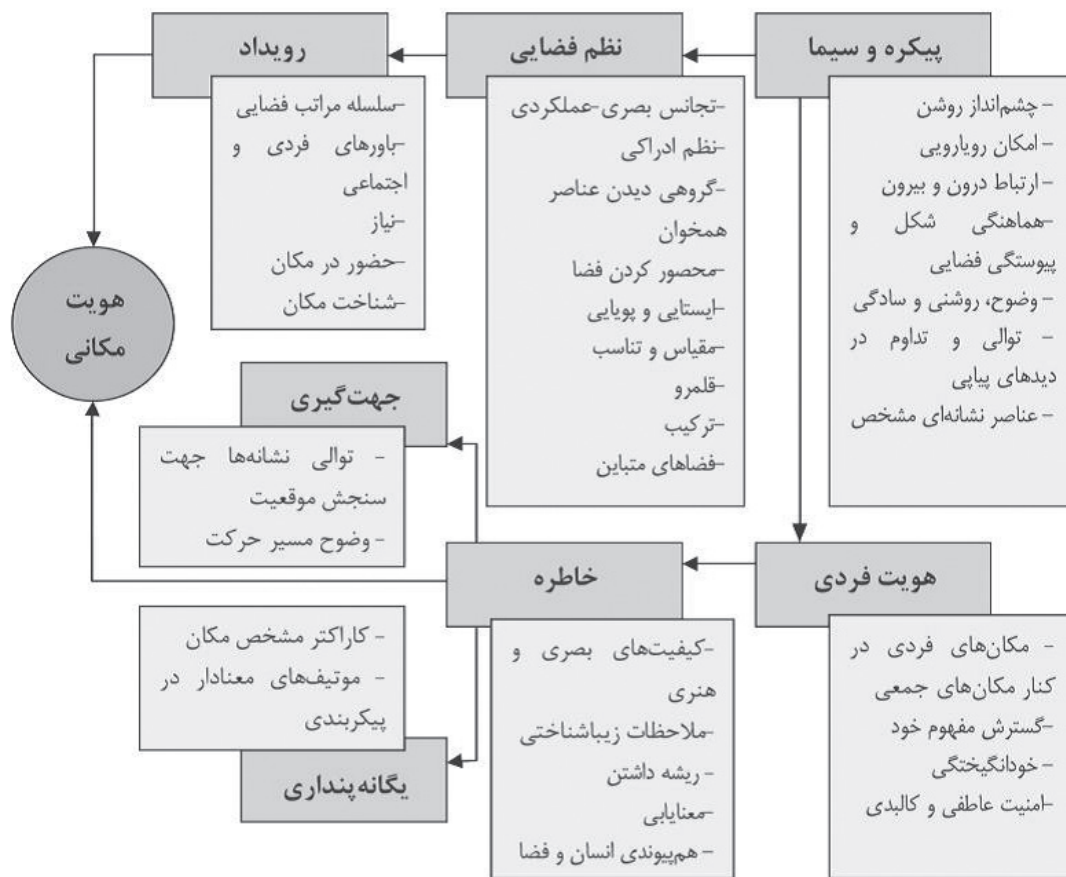 پیکره و سیما
- چشم‌انداز روشن
- امکان رویارویی
- ارتباط درون و بیرون
-هماهنگی شکل و
پیوستگی فضایی
- وضوح، روشنی و سادگی
- توالی و تداوم در
دیدهای پیاپی
- عناصر نشانه‌ای مشخص
نظم فضایی
-تجانس بصری-عملکردی
-نظم ادراکی
-گروهی دیدن عناصر
همخوان
-محصور کردن فضا
-ایستایی و پویایی
-مقیاس و تناسب
-قلمرو
-ترکیب
-فضاهای متباین
رویداد
-سلسله مراتب فضایی
-باورهای فردی و
اجتماعی
-نیاز
-حضور در مکان
-شناخت مکان
هویت
مکانی
هویت فردی
- مکان‌های فردی در
کنار مکان‌های جمعی
-گسترش مفهوم خود
-خودانگیختگی
-امنیت عاطفی و کالبدی
خاطره
-کیفیت‌های بصری و
هنری
-ملاحظات زیباشناختی
- ریشه داشتن
-معنایابی
- هم‌پیوندی انسان و فضا
جهت‌گیری
- توالی نشانه‌ها جهت
سنجش موقعیت
- وضوح مسیر حرکت
- کاراکتر مشخص مکان
- موتیف‌های معنادار در
پیکربندی
یگانه‌پنداری